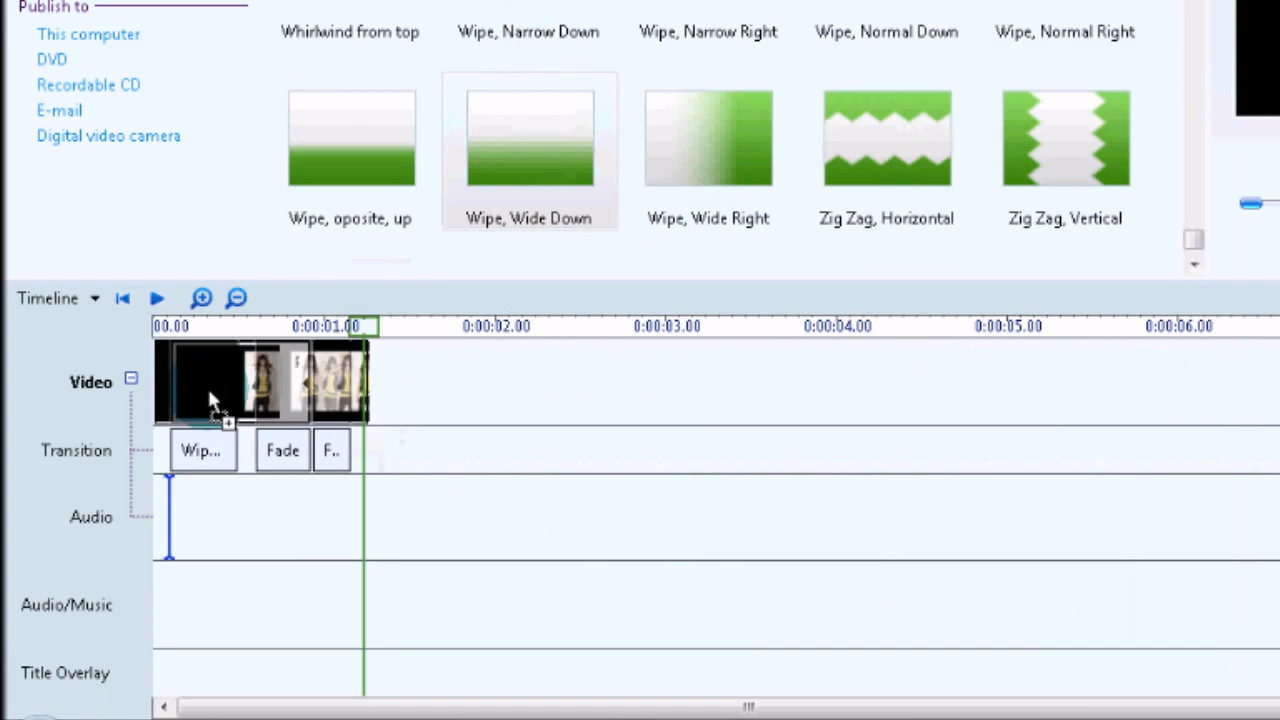 Publish to
This computer
DVD
Recordable CD
E-mail
Digital video camera
Whirlwind from top
Wipe, Narrow Down
Wipe, Narrow Right
Wipe, Normal Down
Wipe, Normal Right
Wipe, oposite, up
Wipe, Wide Down
Wipe, Wide Right
Zig Zag, Horizontal
Zig Zag, Vertical
Timeline
00.00 0:00:01.00 0:00:02.00 0:00:03.00 0:00:04.00 0:00:05.00 0:00:06.00
Video
Transition
Wip... Fade F..
Audio
Audio/Music
Title Overlay